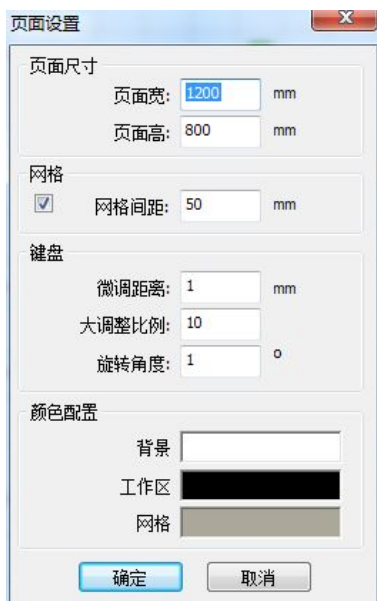 页面设置
页面尺寸
页面宽: 1200 mm
页面高: 800 mm
网格
网格间距: 50 mm
键盘
微调距离: 1 mm
大调整比例: 10
旋转角度: 1 o
颜色配置
背景
工作区
网格
确定 取消